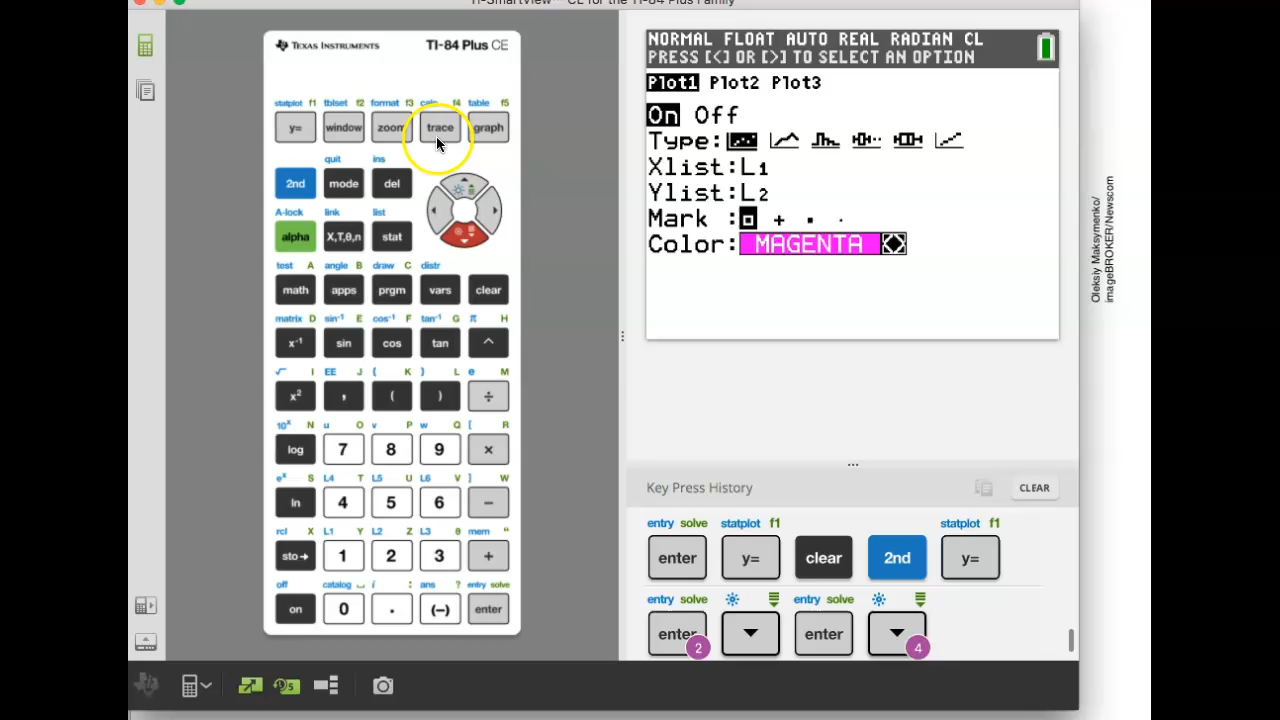 TI-SmartView™ CL for the TI-84 Plus Family
TEXAS INSTRUMENTS TI-84 Plus CE
statplot f1 tblset f2 format f3 calc f4 table f5
y= window zoom trace graph
quit ins
2nd mode del
A-lock link list
alpha X,T,θ,n stat
test A angle B draw C distr
math apps prgm vars clear
matrix D sin⁻¹ E cos⁻¹ F tan⁻¹ G π H
x⁻¹ sin cos tan ^
√ I EE J { K } L e M
x² , ( ) ÷
10ˣ N u O v P w Q [ R
log 7 8 9 ×
eˣ S L4 T L5 U L6 V ] W
ln 4 5 6 −
rcl X L1 Y L2 Z L3 θ mem "
sto→ 1 2 3 +
off catalog ␣ i : ans ? entry solve
on 0 . (−) enter
NORMAL FLOAT AUTO REAL RADIAN CL
PRESS [<] OR [>] TO SELECT AN OPTION
Plot1 Plot2 Plot3
On Off
Type:
Xlist:L1
Ylist:L2
Mark : + ▪ ·
Color: MAGENTA
Key Press History CLEAR
entry solve statplot f1 statplot f1
enter y= clear 2nd y=
entry solve entry solve
enter 2 enter 4
Oleksiy Maksymenko/
imageBROKER/Newscom